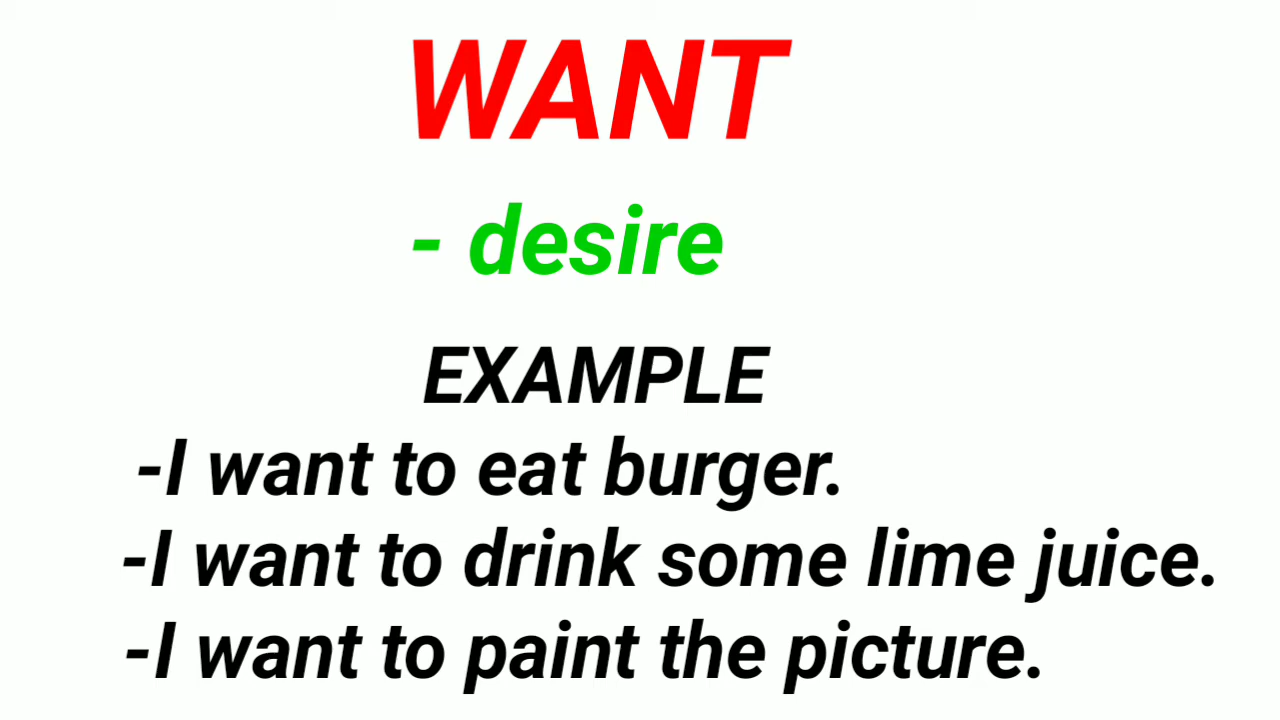 WANT
- desire
EXAMPLE
-I want to eat burger.
-I want to drink some lime juice.
-I want to paint the picture.